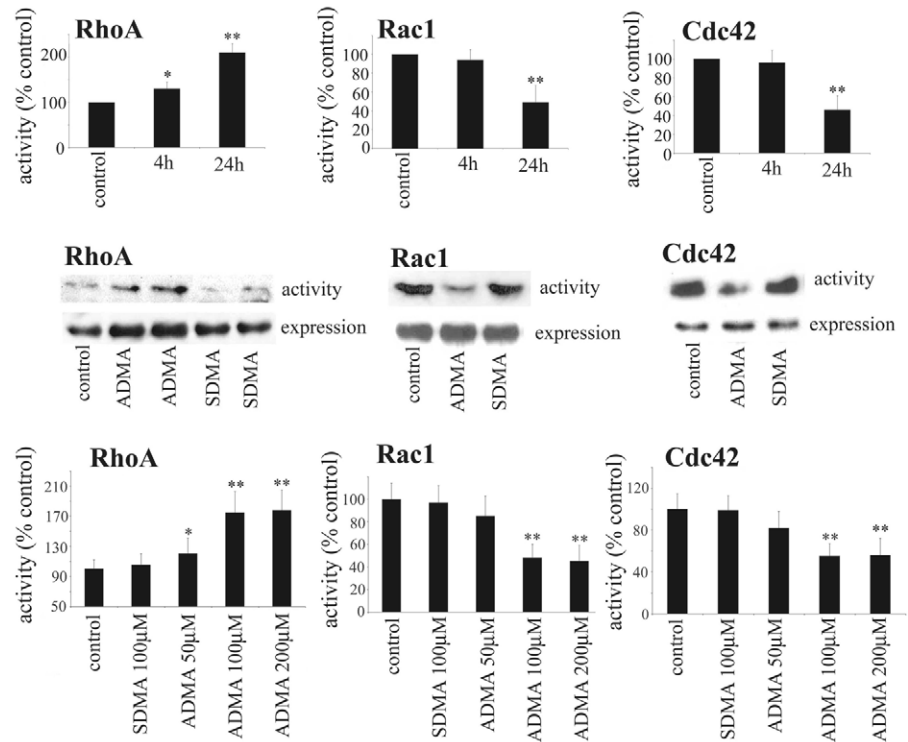 RhoA
activity (% control)
200
100
0
*
**
control
4h
24h
Rac1
activity (% control)
100
80
60
40
20
0
**
control
4h
24h
Cdc42
activity (% control)
100
80
60
40
20
0
**
control
4h
24h
RhoA
activity
expression
control
ADMA
ADMA
SDMA
SDMA
Rac1
activity
expression
control
ADMA
SDMA
Cdc42
activity
expression
control
ADMA
SDMA
RhoA
activity (% control)
210
170
130
90
50
*
**
**
control
SDMA 100µM
ADMA 50µM
ADMA 100µM
ADMA 200µM
Rac1
activity (% control)
100
80
60
40
20
0
**
**
control
SDMA 100µM
ADMA 50µM
ADMA 100µM
ADMA 200µM
Cdc42
activity (% control)
120
80
40
0
**
**
control
SDMA 100µM
ADMA 50µM
ADMA 100µM
ADMA 200µM